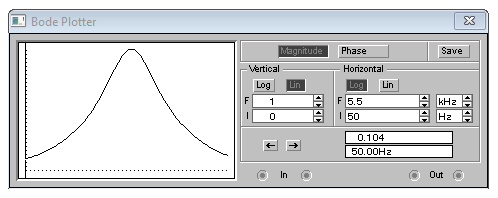 Bode Plotter
Magnitude Phase Save
Vertical Horizontal
Log Lin Log Lin
F 1 F 5.5 kHz
I 0 I 50 Hz
← → 0.104
50.00Hz
In Out